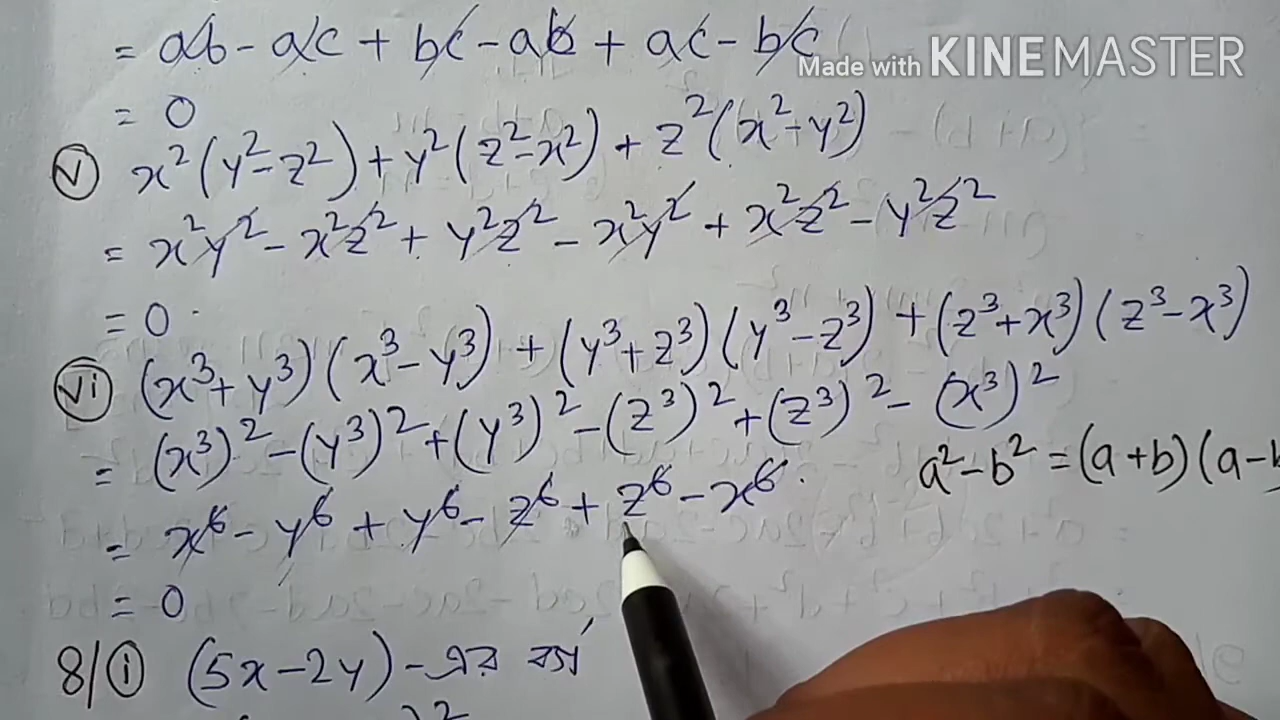 = ab - ac + bc - ab + ac - bc
Made with KINEMASTER
= 0
(v) x²(y² - z²) + y²(z² - x²) + z²(x² - y²)
= x²y² - x²z² + y²z² - x²y² + x²z² - y²z²
= 0
(vi) (x³ + y³)(x³ - y³) + (y³ + z³)(y³ - z³) + (z³ + x³)(z³ - x³)
= (x³)² - (y³)² + (y³)² - (z³)² + (z³)² - (x³)²
a² - b² = (a + b)(a - b
= x⁶ - y⁶ + y⁶ - z⁶ + z⁶ - x⁶.
= 0
8/(i) (5x - 2y) - এর বর্গ
)²